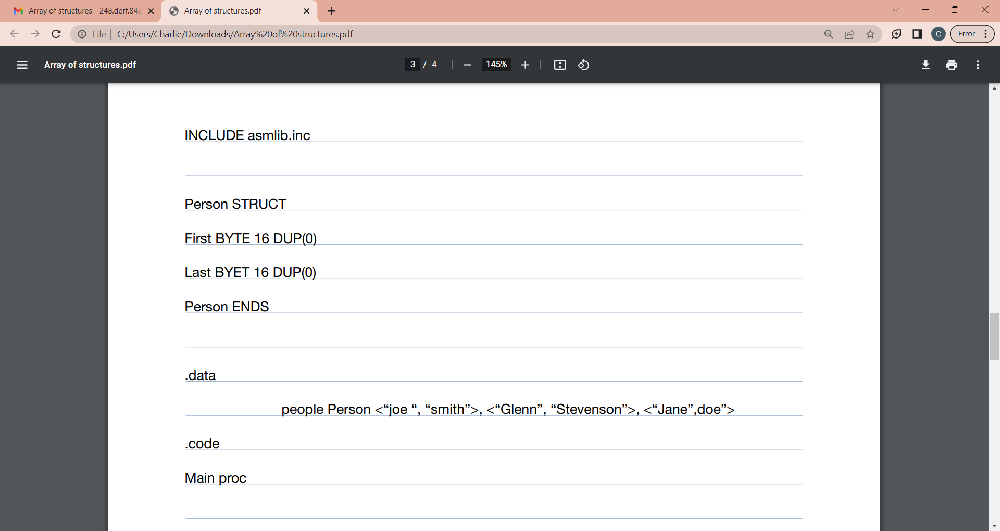 Array of structures - 248.derf.842
Array of structures.pdf
File
C:/Users/Charlie/Downloads/Array%20of%20structures.pdf
C
Error
Array of structures.pdf
3 / 4
145%
INCLUDE asmlib.inc
Person STRUCT
First BYTE 16 DUP(0)
Last BYET 16 DUP(0)
Person ENDS
.data
people Person <“joe “, “smith”>, <“Glenn”, “Stevenson”>, <“Jane”,doe”>
.code
Main proc